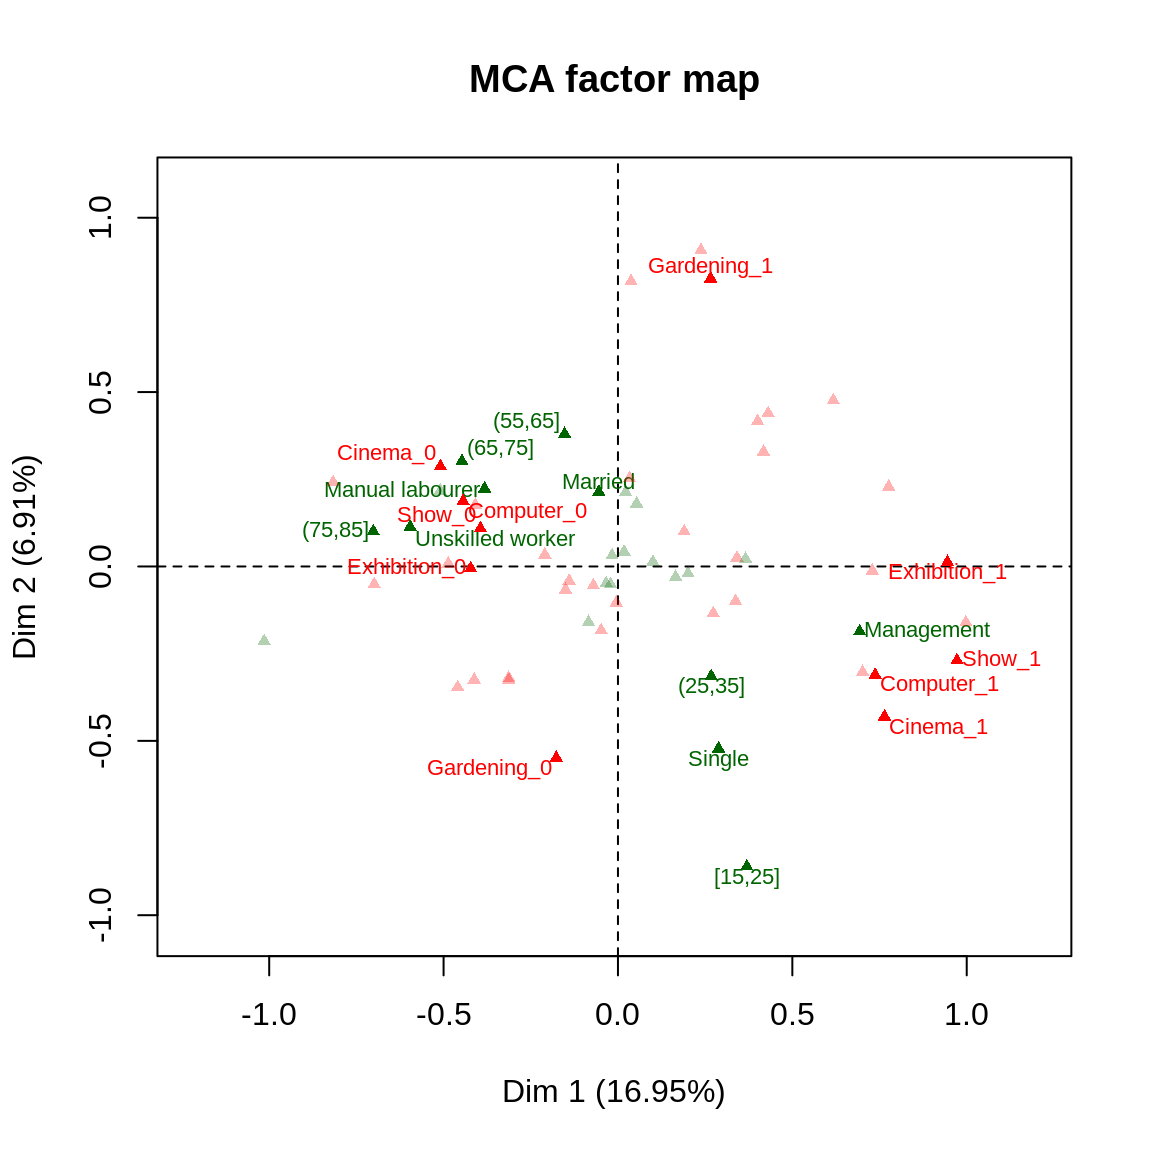 MCA factor map
Dim 2 (6.91%)
1.0
0.5
0.0
-0.5
-1.0
Gardening_1
(55,65]
(65,75]
Cinema_0
Married
Manual labourer
Computer_0
Show_0
(75,85]
Unskilled worker
Exhibition_0
Exhibition_1
Management
Show_1
Computer_1
(25,35]
Cinema_1
Single
Gardening_0
[15,25]
-1.0
-0.5
0.0
0.5
1.0
Dim 1 (16.95%)